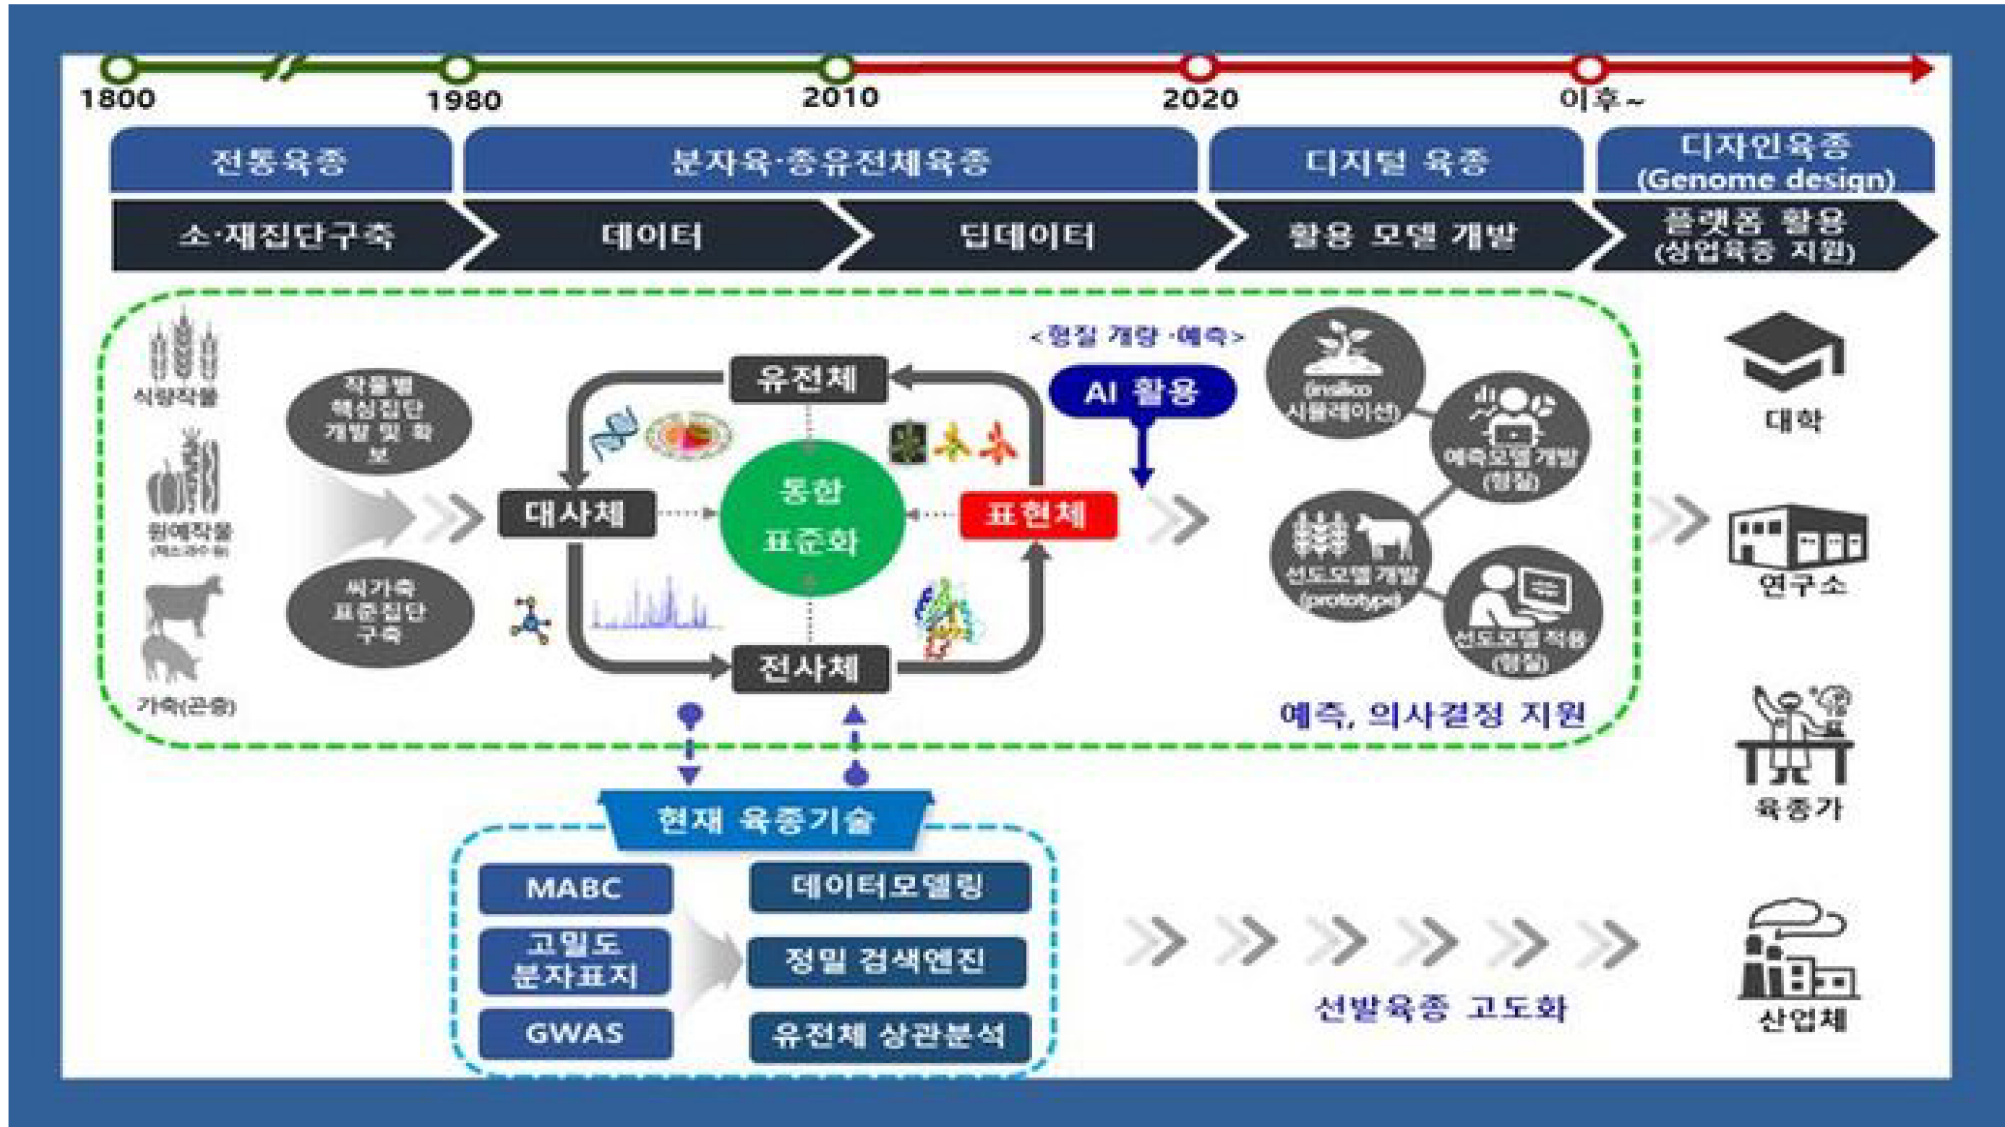 1800
1980
2010
2020
이후~
전통육종
분자육·종유전체육종
디지털 육종
디자인육종
(Genome design)
소·재집단구축
데이터
딥데이터
활용 모델 개발
플랫폼 활용
(상업육종 지원)
식량작물
원예작물
(채소과수 등)
가축(곤충)
작물별
핵심집단
개발 및 확
보
씨가축
표준집단
구축
유전체
대사체
통합
표준화
표현체
전사체
<형질 개량 ·예측>
AI 활용
(insilico
시뮬레이션)
예측모델 개발
(형질)
선도모델 개발
(prototype)
선도모델 적용
(형질)
예측, 의사결정 지원
대학
연구소
육종가
산업체
현재 육종기술
MABC
고밀도
분자표지
GWAS
데이터모델링
정밀 검색엔진
유전체 상관분석
선발육종 고도화